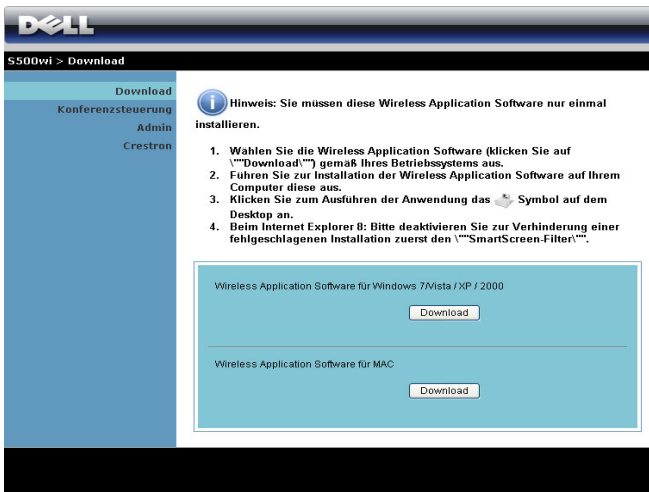 DELL
S500wi > Download
Download
Konferenzsteuerung
Admin
Crestron
Hinweis: Sie müssen diese Wireless Application Software nur einmal
installieren.
1. Wählen Sie die Wireless Application Software (klicken Sie auf
\""Download\"") gemäß Ihres Betriebssystems aus.
2. Führen Sie zur Installation der Wireless Application Software auf Ihrem
Computer diese aus.
3. Klicken Sie zum Ausführen der Anwendung das Symbol auf dem
Desktop an.
4. Beim Internet Explorer 8: Bitte deaktivieren Sie zur Verhinderung einer
fehlgeschlagenen Installation zuerst den \""SmartScreen-Filter\"".
Wireless Application Software für Windows 7/Vista / XP / 2000
Download
Wireless Application Software für MAC
Download